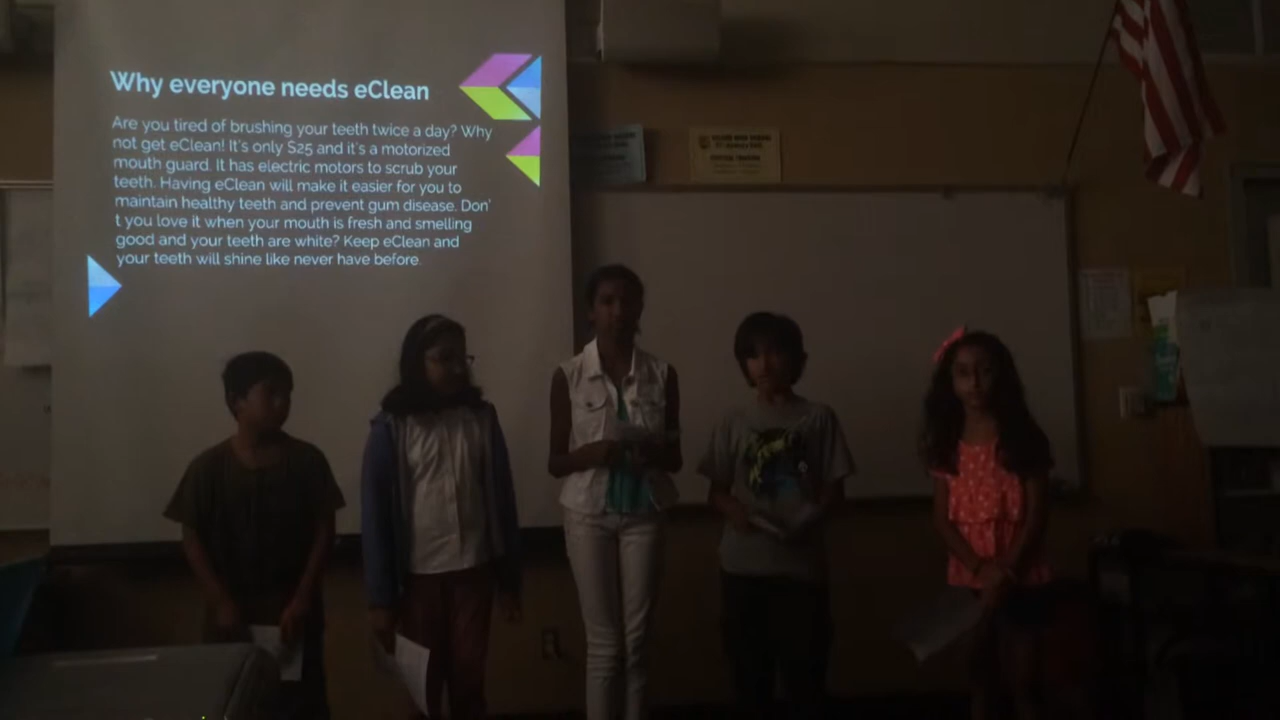 Why everyone needs eClean
Are you tired of brushing your teeth twice a day? Why
not get eClean! It's only $25 and it's a motorized
mouth guard. It has electric motors to scrub your
teeth. Having eClean will make it easier for you to
maintain healthy teeth and prevent gum disease. Don'
t you love it when your mouth is fresh and smelling
good and your teeth are white? Keep eClean and
your teeth will shine like never have before.